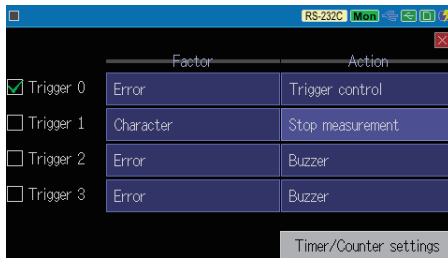 RS-232C Mon
Factor Action
Trigger 0 Error Trigger control
Trigger 1 Character Stop measurement
Trigger 2 Error Buzzer
Trigger 3 Error Buzzer
Timer/Counter settings